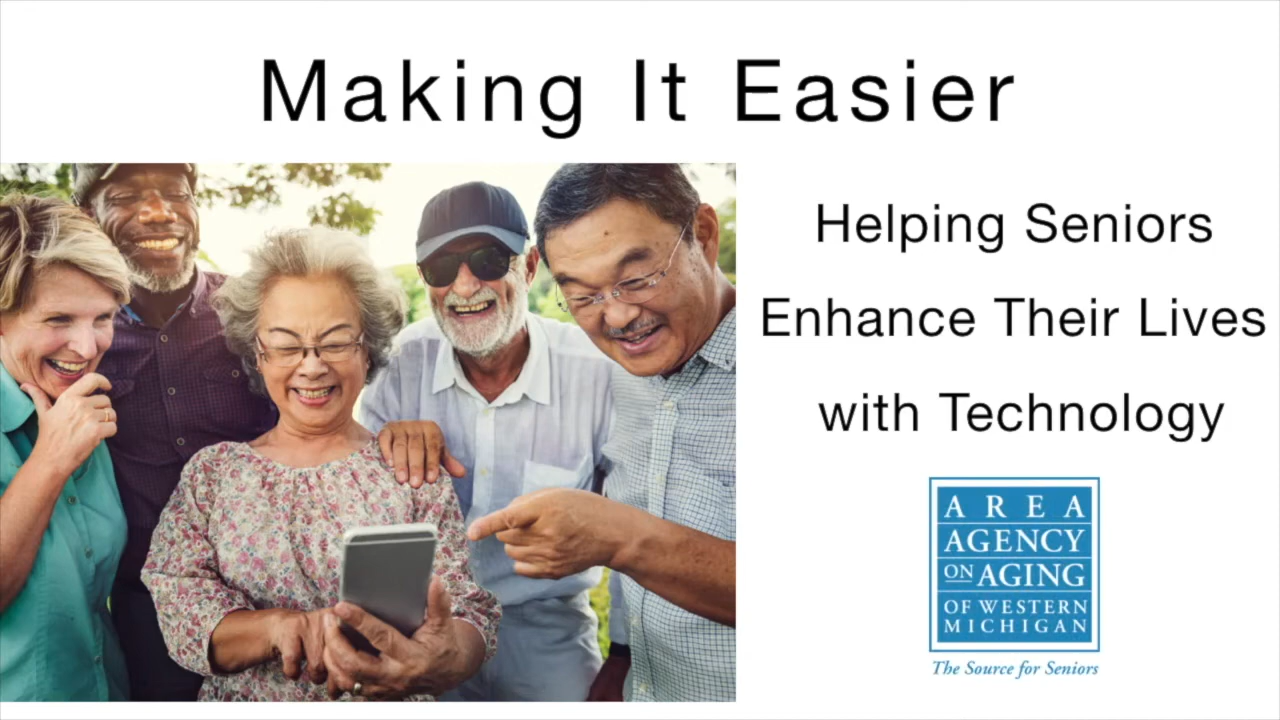 Making It Easier
Helping Seniors
Enhance Their Lives
with Technology
AREA
AGENCY
ON AGING
OF WESTERN
MICHIGAN
The Source for Seniors